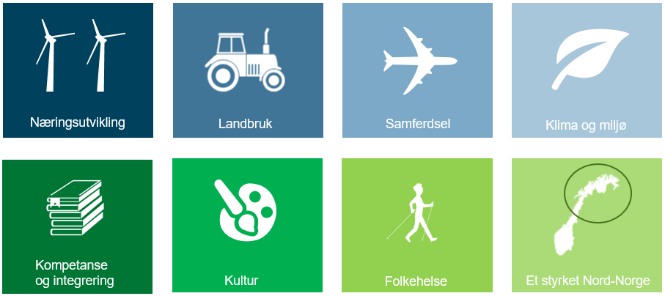 Næringsutvikling
Landbruk
Samferdsel
Klima og miljø
Kompetanse
og integrering
Kultur
Folkehelse
Et styrket Nord-Norge